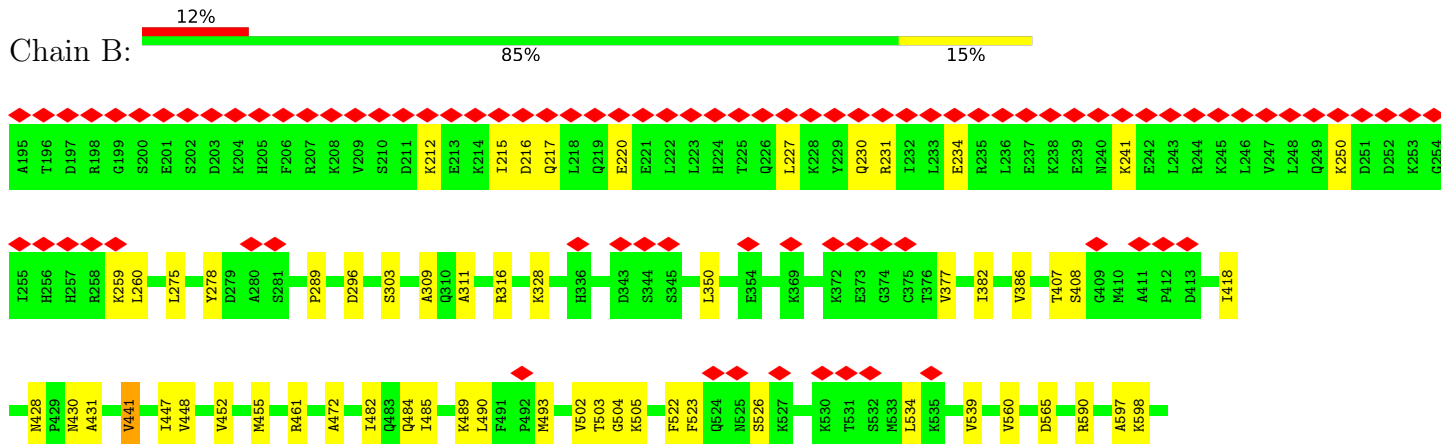 12%
Chain B:
85% 15%
A195 T196 D197 R198 G199 S200 E201 S202 D203 K204 H205 F206 R207 K208 V209 S210 D211 K212 E213 K214 I215 D216 Q217 L218 Q219 E220 E221 L222 L223 H224 T225 Q226 L227 K228 Y229 Q230 R231 I232 L233 E234 R235 L236 E237 K238 E239 N240 K241 E242 L243 R244 K245 L246 V247 L248 Q249 K250 D251 D252 K253 G254
I255 H256 H257 R258 K259 L260 L275 Y278 D279 A280 S281 P289 D296 S303 A309 Q310 A311 R316 K328 H336 D343 S344 S345 L350 E354 K369 K372 E373 G374 C375 T376 V377 I382 V386 T407 S408 G409 M410 A411 P412 D413 I418
N428 P429 N430 A431 V441 I447 V448 V452 M455 R461 A472 I482 Q483 Q484 I485 K489 L490 F491 P492 M493 V502 T503 G504 K505 F522 F523 Q524 N525 S526 K527 K530 T531 S532 M533 L534 K535 V539 V560 D565 R590 A597 K598